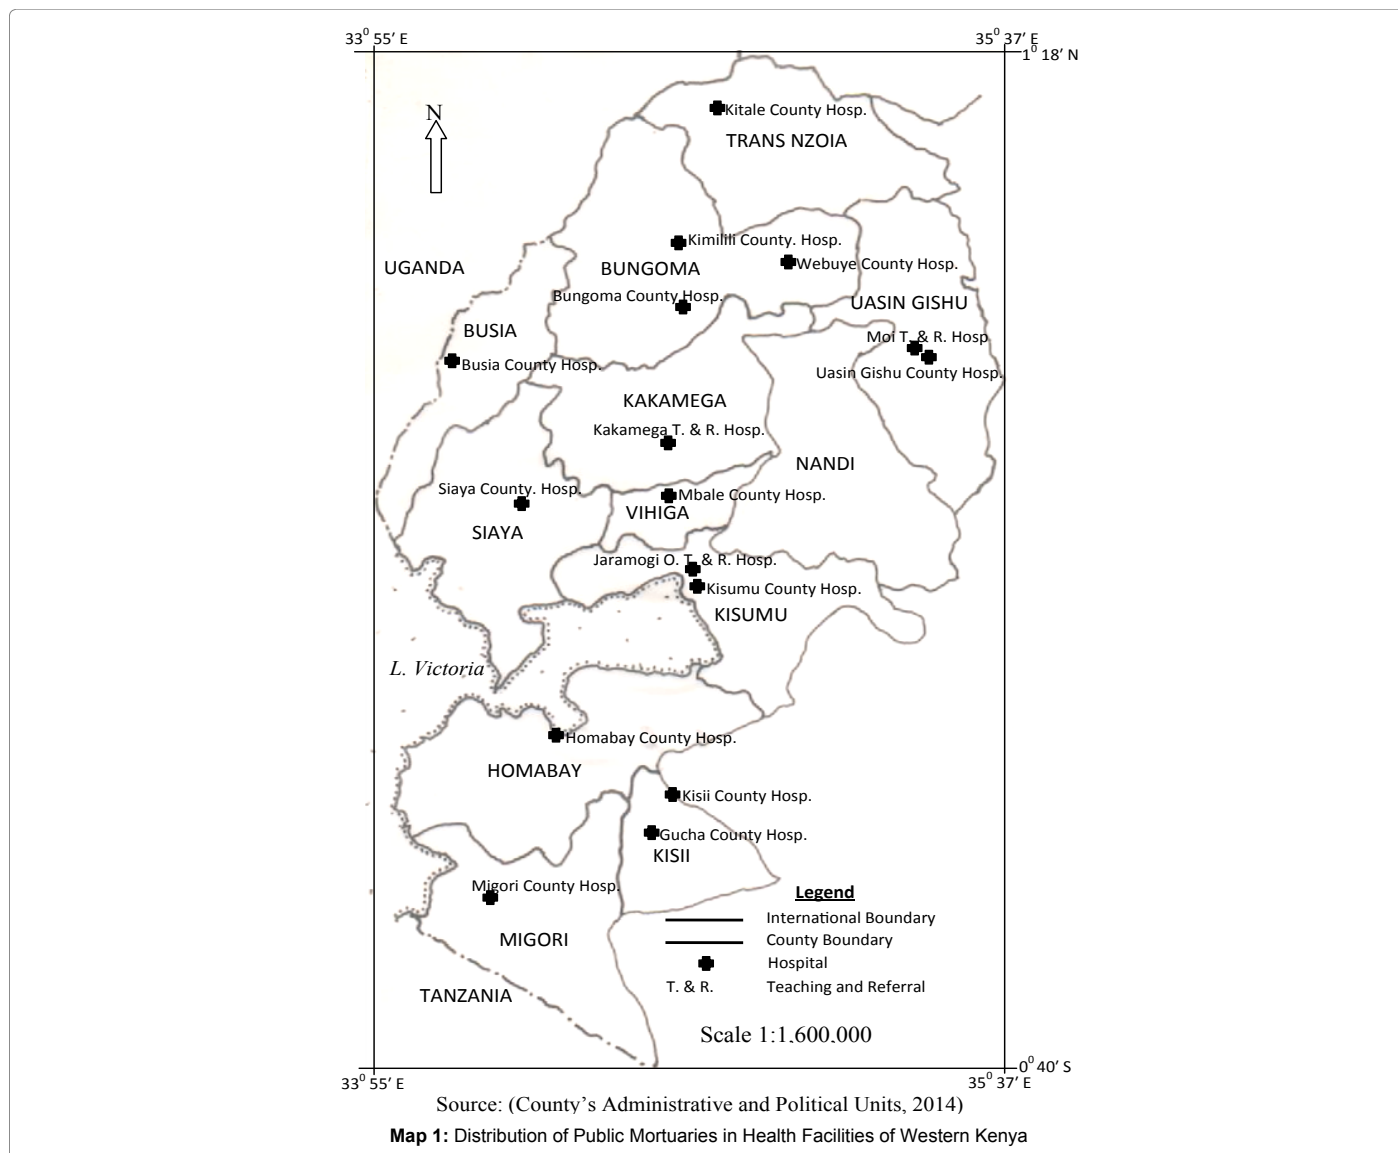 33⁰ 55′ E
35⁰ 37′ E
1⁰ 18′ N
N
Kitale County Hosp.
TRANS NZOIA
Kimilili County. Hosp.
UGANDA
BUNGOMA
Webuye County Hosp.
Bungoma County Hosp.
UASIN GISHU
BUSIA
Moi T. & R. Hosp
Busia County Hosp.
Uasin Gishu County Hosp.
KAKAMEGA
Kakamega T. & R. Hosp.
NANDI
Siaya County. Hosp.
Mbale County Hosp.
VIHIGA
SIAYA
Jaramogi O. T. & R. Hosp.
Kisumu County Hosp.
KISUMU
L. Victoria
Homabay County Hosp.
HOMABAY
Kisii County Hosp.
Gucha County Hosp.
KISII
Migori County Hosp.
Legend
International Boundary
County Boundary
MIGORI
Hospital
T. & R. Teaching and Referral
TANZANIA
Scale 1:1,600,000
0⁰ 40′ S
33⁰ 55′ E
35⁰ 37′ E
Source: (County’s Administrative and Political Units, 2014)
Map 1: Distribution of Public Mortuaries in Health Facilities of Western Kenya